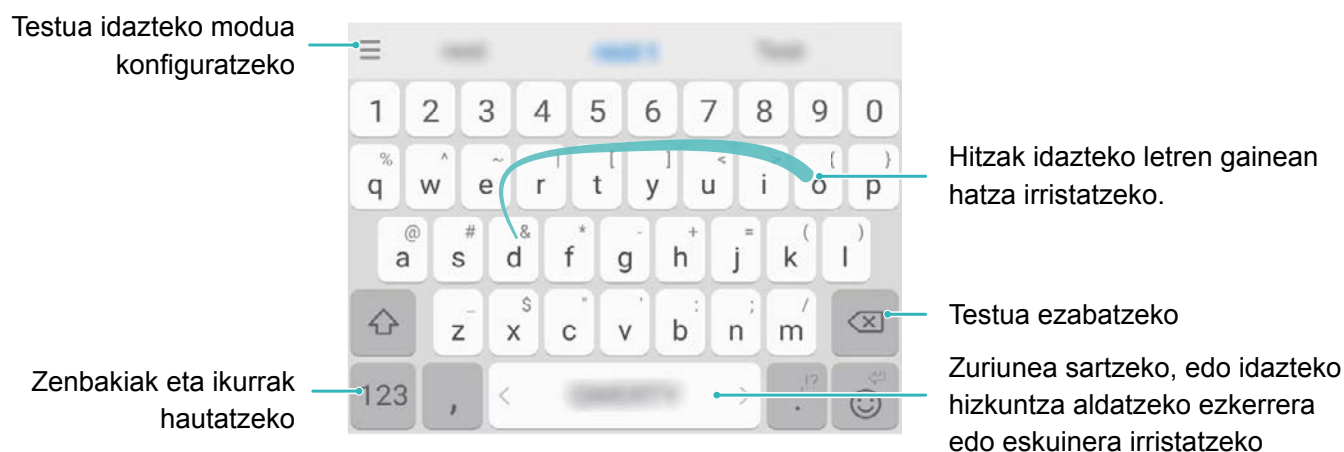 Testua idazteko modua
konfiguratzeko
1 2 3 4 5 6 7 8 9 0
% ^ ~ | [ ] < { }
q w e r t y u i o p
@ # & * - + = ( )
a s d f g h j k l
_ $ " ' : ; /
z x c v b n m
123 , < > . ,!?
Hitzak idazteko letren gainean
hatza irristatzeko.
Testua ezabatzeko
Zenbakiak eta ikurrak
hautatzeko
Zuriunea sartzeko, edo idazteko
hizkuntza aldatzeko ezkerrera
edo eskuinera irristatzeko